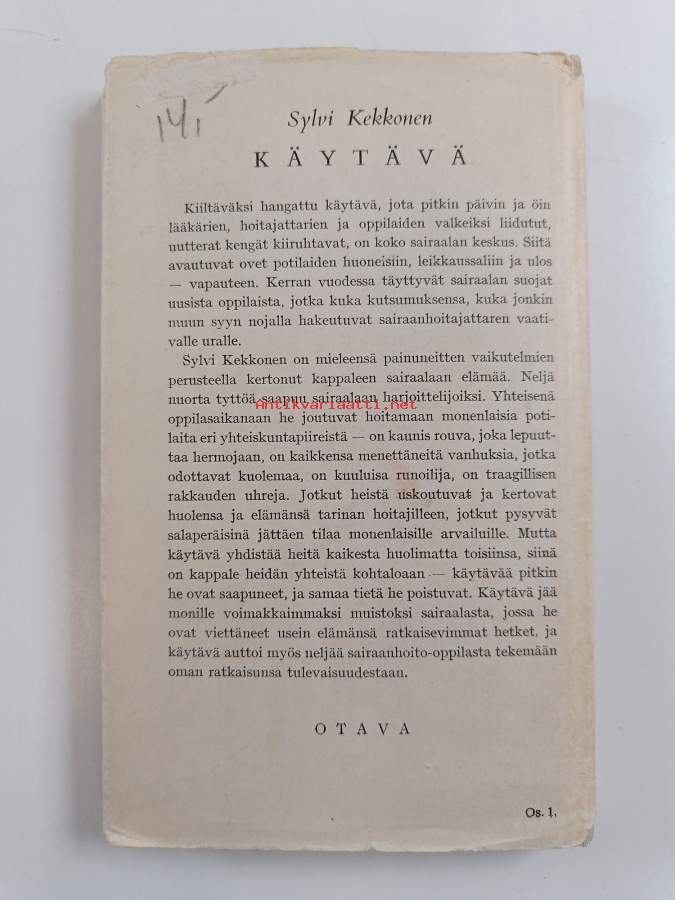 14,
Sylvi Kekkonen
KÄYTÄVÄ
Kiiltäväksi hangattu käytävä, jota pitkin päivin ja öin
lääkärien, hoitajattarien ja oppilaiden valkeiksi liidutut,
uutterat kengät kiiruhtavat, on koko sairaalan keskus. Siitä
avautuvat ovet potilaiden huoneisiin, leikkaussaliin ja ulos
— vapauteen. Kerran vuodessa täyttyvät sairaalan suojat
uusista oppilaista, jotka kuka kutsumuksensa, kuka jonkin
muun syyn nojalla hakeutuvat sairaanhoitajattaren vaati-
valle uralle.
Sylvi Kekkonen on mieleensä painuneitten vaikutelmien
perusteella kertonut kappaleen sairaalaan elämää. Neljä
nuorta tyttöä saapuu sairaalaan harjoittelijoiksi. Yhteisenä
Antikvariaatti.net
oppilasaikanaan he joutuvat hoitamaan monenlaisia poti-
laita eri yhteiskuntapiireistä — on kaunis rouva, joka lepuut-
taa hermojaan, on kaikkensa menettäneitä vanhuksia, jotka
odottavat kuolemaa, on kuuluisa runoilija, on traagillisen
rakkauden uhreja. Jotkut heistä uskoutuvat ja kertovat
huolensa ja elämänsä tarinan hoitajilleen, jotkut pysyvät
salaperäisinä jättäen tilaa monenlaisille arvailuille. Mutta
käytävä yhdistää heitä kaikesta huolimatta toisiinsa, siinä
on kappale heidän yhteistä kohtaloaan — käytävää pitkin
he ovat saapuneet, ja samaa tietä he poistuvat. Käytävä jää
monille voimakkaimmaksi muistoksi sairaalasta, jossa he
ovat viettäneet usein elämänsä ratkaisevimmat hetket, ja
käytävä auttoi myös neljää sairaanhoito-oppilasta tekemään
oman ratkaisunsa tulevaisuudestaan.
OTAVA
Os. 1.